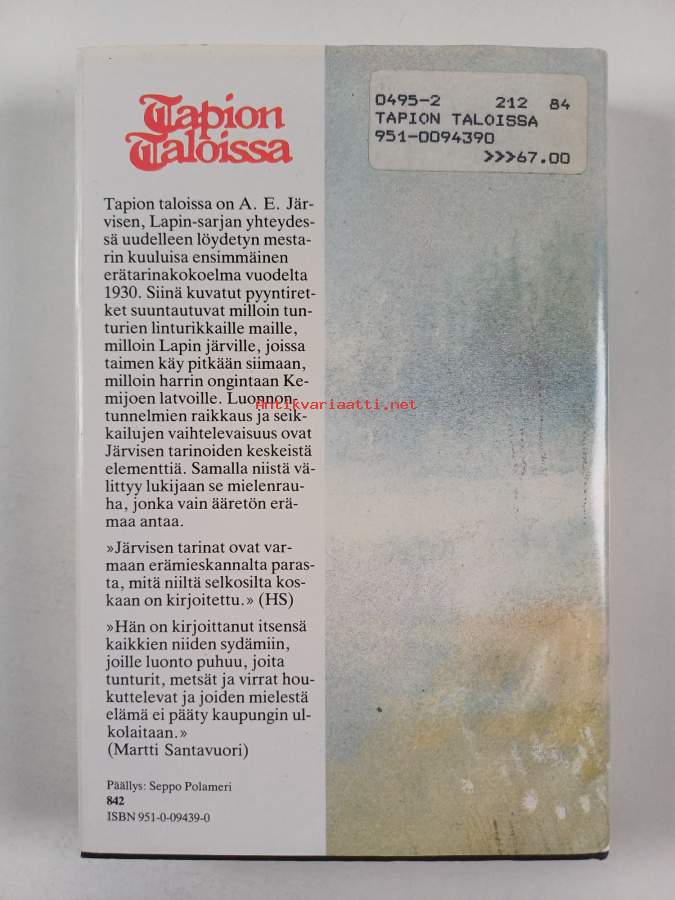 Tapion
Taloissa
0495-2 212 84
TAPION TALOISSA
951-0094390
>>>67.00
Tapion taloissa on A. E. Jär-
visen, Lapin-sarjan yhteydes-
sä uudelleen löydetyn mesta-
rin kuuluisa ensimmäinen
erätarinakokoelma vuodelta
1930. Siinä kuvatut pyyntiret-
ket suuntautuvat milloin tun-
turien linturikkaille maille,
milloin Lapin järville, joissa
taimen käy pitkään siimaan,
milloin harrin ongintaan Ke-
mijoen latvoille. Luonnon-
tunnelmien raikkaus ja seik-
kailujen vaihtelevaisuus ovat
Järvisen tarinoiden keskeistä
elementtiä. Samalla niistä vä-
littyy lukijaan se mielenrau-
ha, jonka vain ääretön erä-
maa antaa.
»Järvisen tarinat ovat var-
maan erämieskannalta paras-
ta, mitä niiltä selkosilta kos-
kaan on kirjoitettu.» (HS)
»Hän on kirjoittanut itsensä
kaikkien niiden sydämiin,
joille luonto puhuu, joita
tunturit, metsät ja virrat hou-
kuttelevat ja joiden mielestä
elämä ei pääty kaupungin ul-
kolaitaan.»
(Martti Santavuori)
Päällys: Seppo Polameri
842
ISBN 951-0-09439-0
Antikvariaatti.net